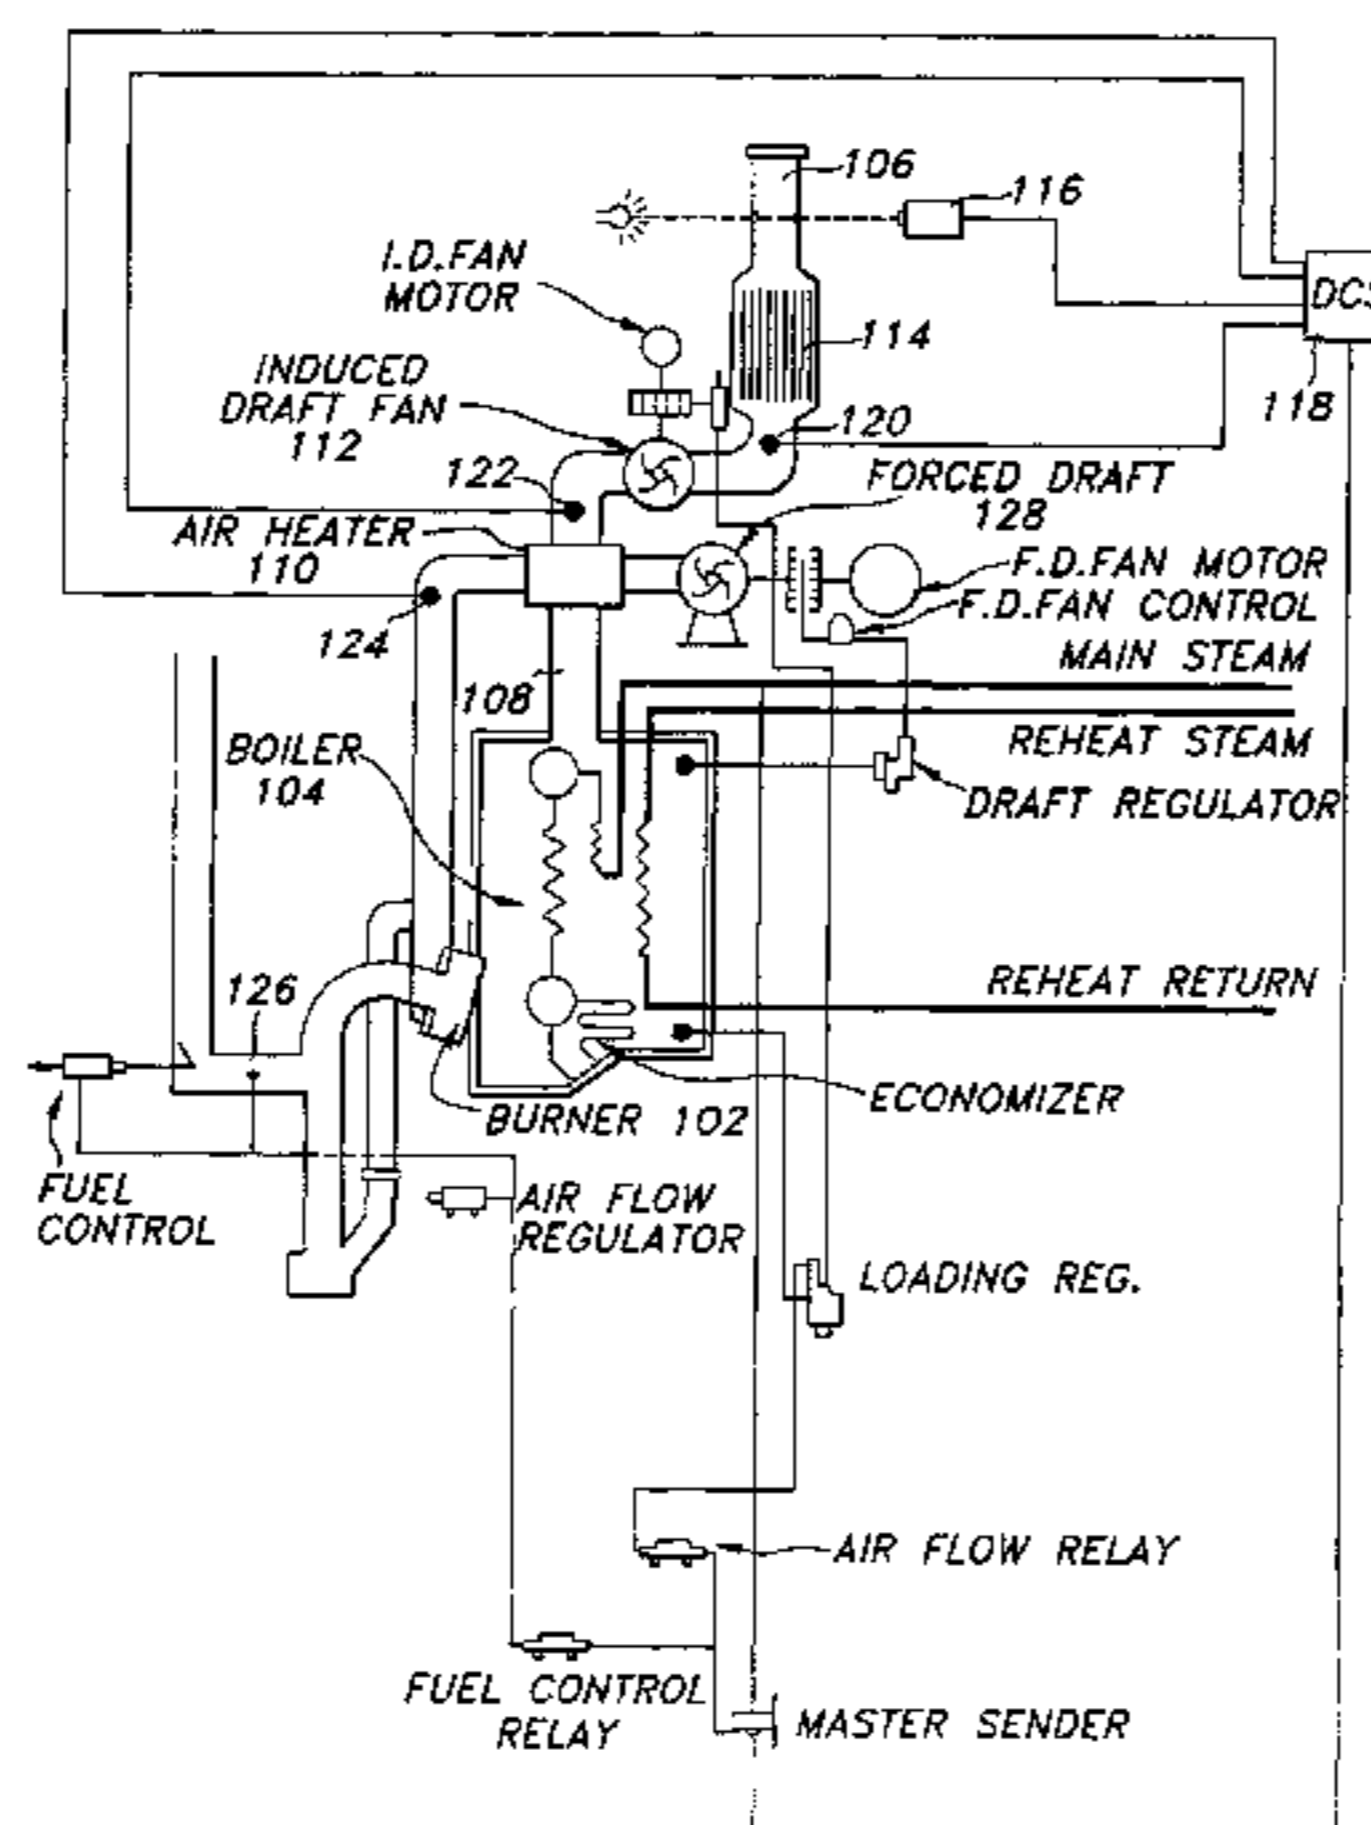 106
116
I.D.FAN
MOTOR
DCS
114
INDUCED
DRAFT FAN
112
118
120
122
FORCED DRAFT
128
AIR HEATER
110
F.D.FAN MOTOR
F.D.FAN CONTROL
124
MAIN STEAM
108
REHEAT STEAM
BOILER
104
DRAFT REGULATOR
126
REHEAT RETURN
ECONOMIZER
BURNER 102
FUEL
CONTROL
AIR FLOW
REGULATOR
LOADING REG.
AIR FLOW RELAY
FUEL CONTROL
RELAY
MASTER SENDER